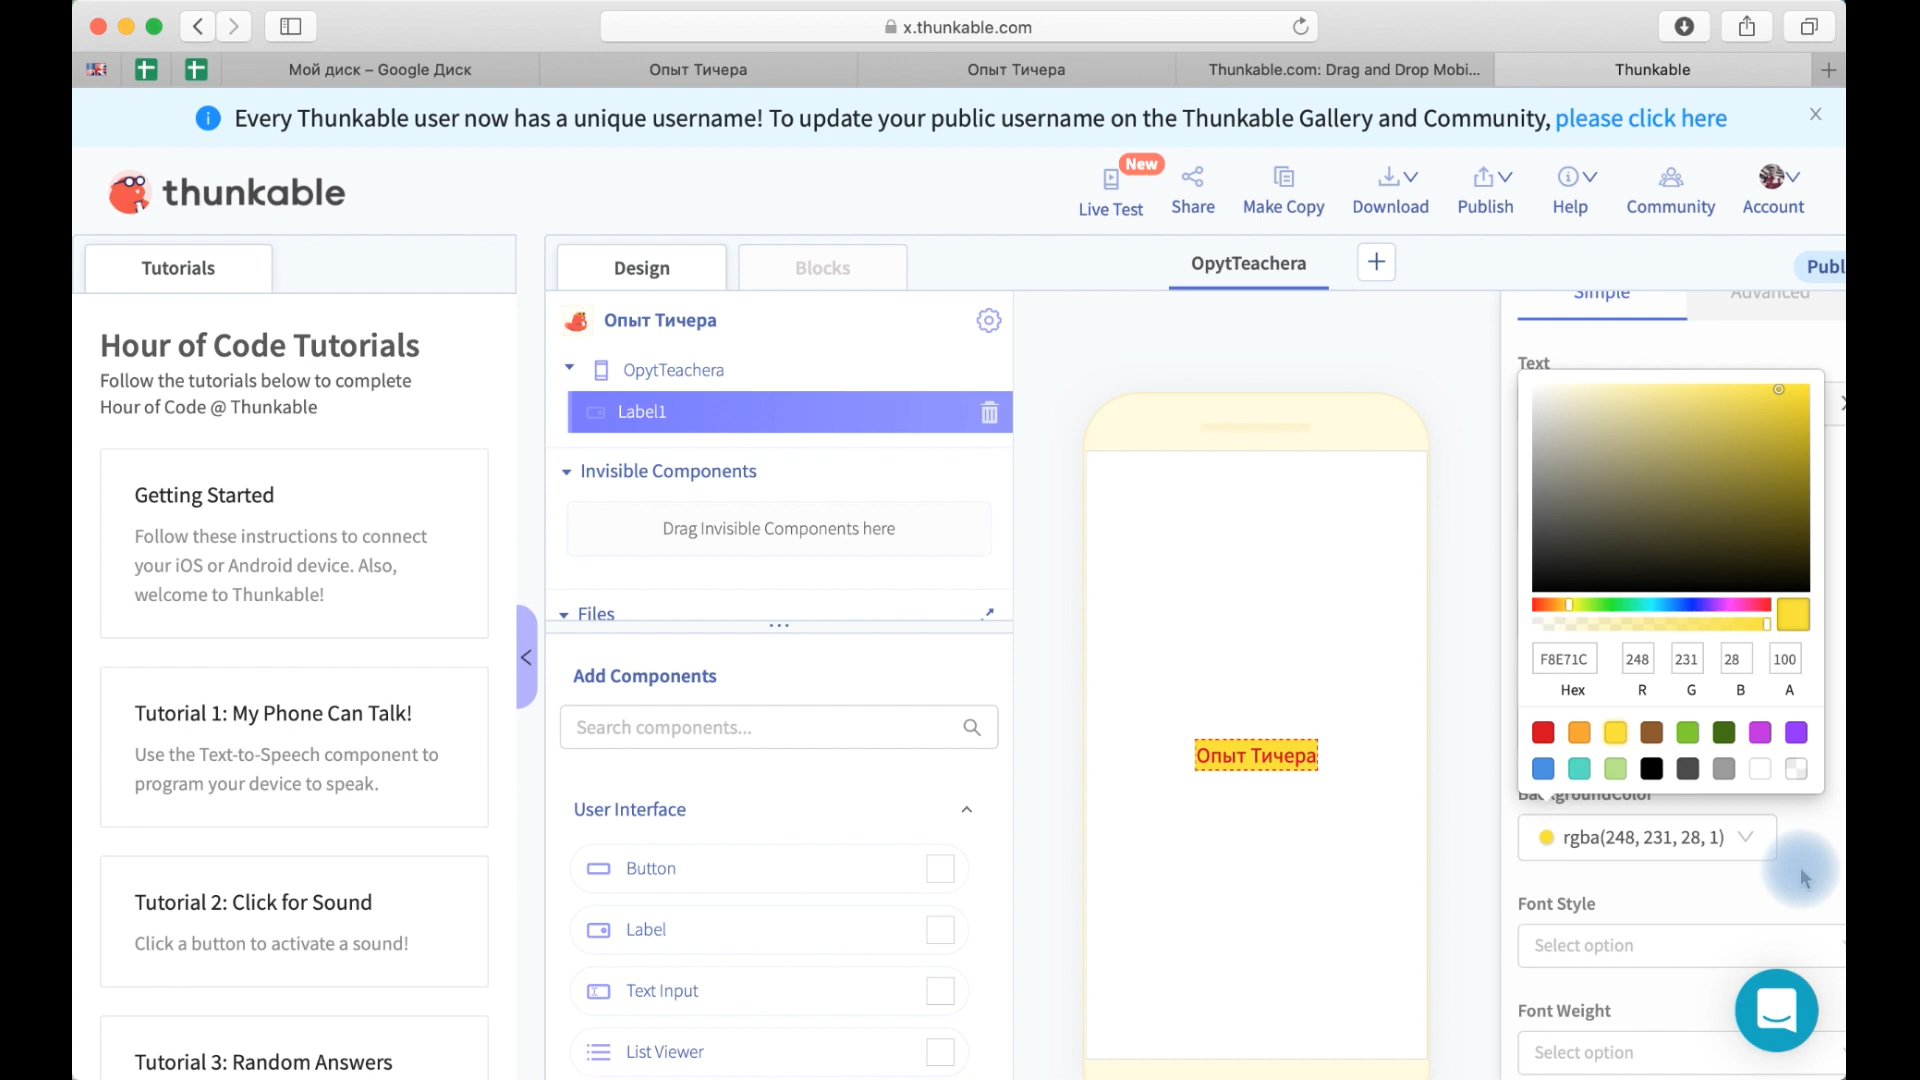 x.thunkable.com
Мой диск – Google Диск
Опыт Тичера
Опыт Тичера
Thunkable.com: Drag and Drop Mobi...
Thunkable
Every Thunkable user now has a unique username! To update your public username on the Thunkable Gallery and Community, please click here
thunkable
New
Live Test
Share
Make Copy
Download
Publish
Help
Community
Account
Tutorials
Design
Blocks
OpytTeachera
Publ
Hour of Code Tutorials
Follow the tutorials below to complete
Hour of Code @ Thunkable
Getting Started
Follow these instructions to connect
your iOS or Android device. Also,
welcome to Thunkable!
Tutorial 1: My Phone Can Talk!
Use the Text-to-Speech component to
program your device to speak.
Tutorial 2: Click for Sound
Click a button to activate a sound!
Tutorial 3: Random Answers
Опыт Тичера
OpytTeachera
Label1
Invisible Components
Drag Invisible Components here
Files
Add Components
Search components...
User Interface
Button
Label
Text Input
List Viewer
Опыт Тичера
Simple
Advanced
Text
F8E71C
248
231
28
100
Hex
R
G
B
A
BackgroundColor
rgba(248, 231, 28, 1)
Font Style
Select option
Font Weight
Select option